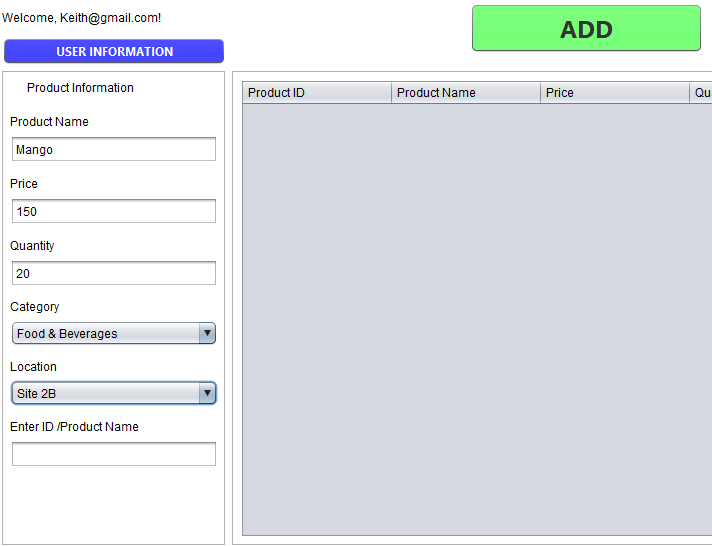 Welcome, Keith@gmail.com!
ADD
USER INFORMATION
Product Information
Product Name
Mango
Price
150
Quantity
20
Category
Food & Beverages
Location
Site 2B
Enter ID /Product Name
Product ID Product Name Price Qu